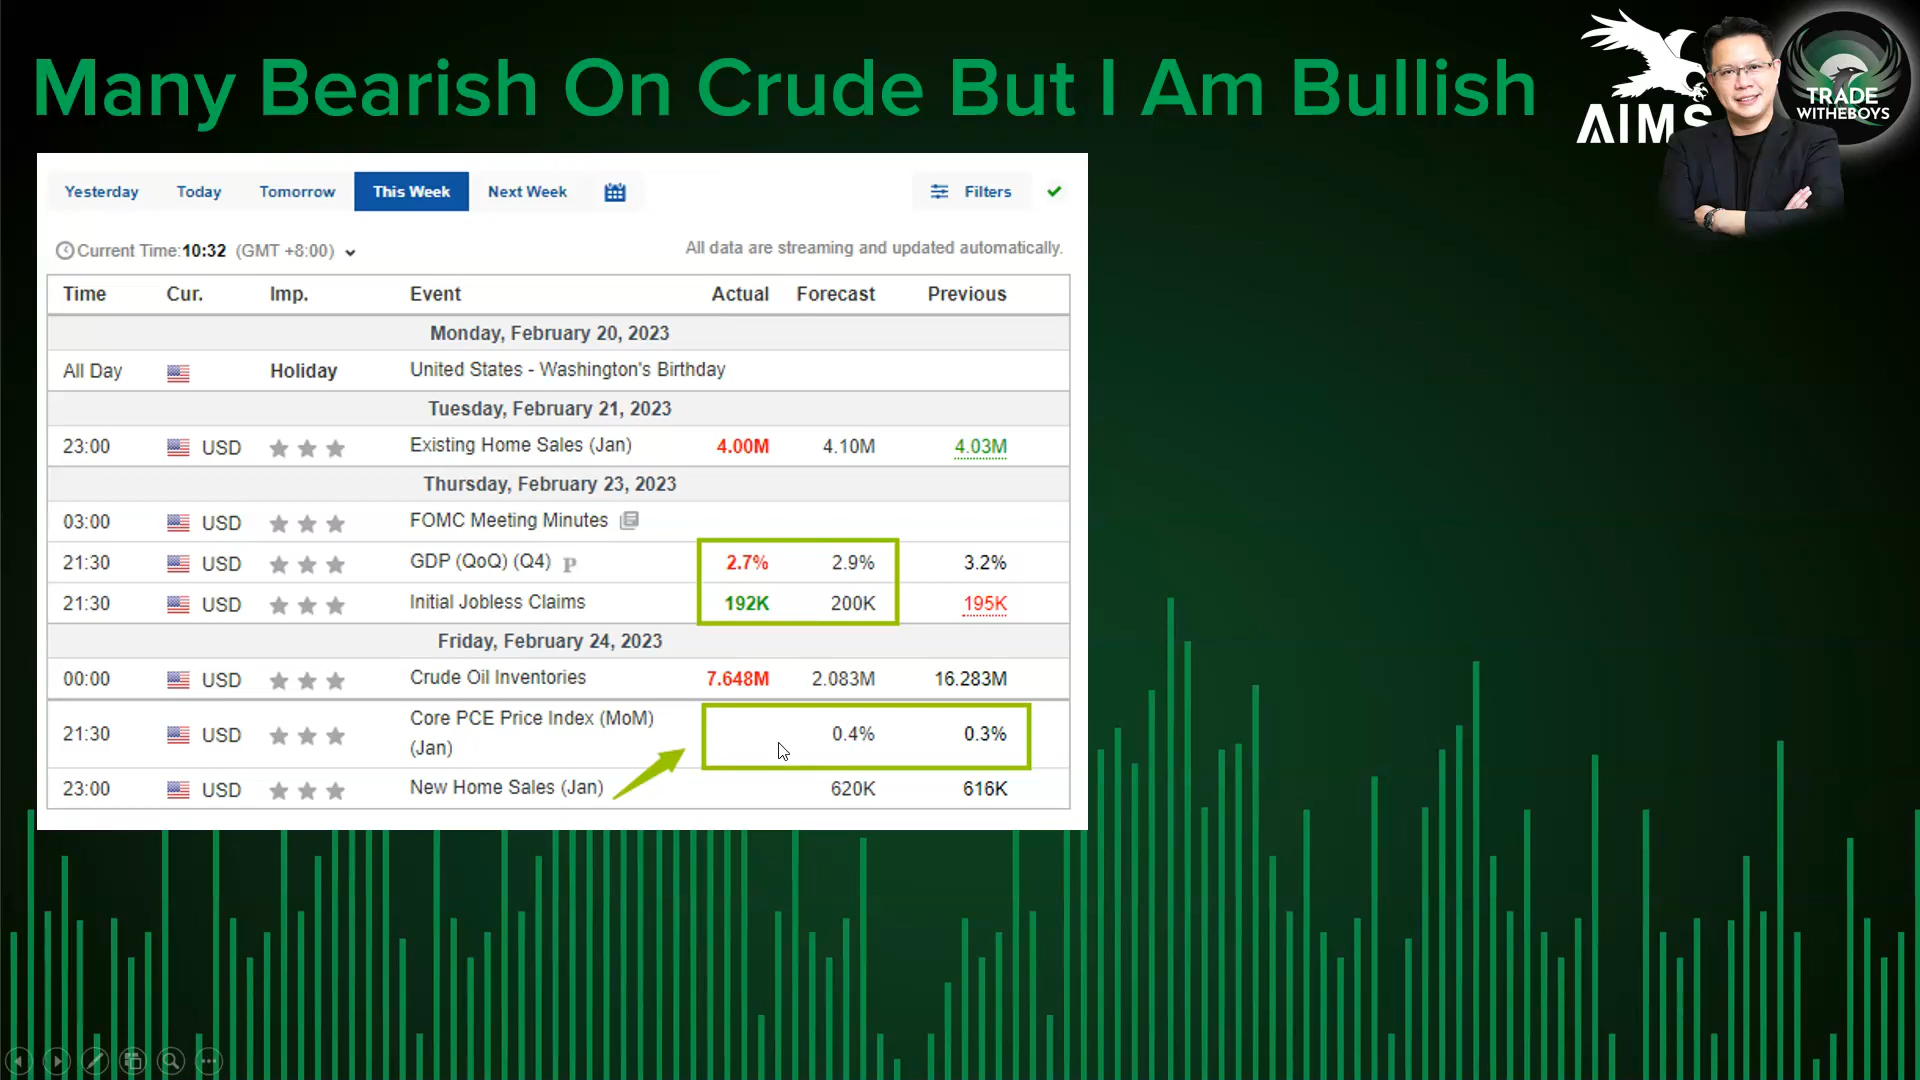 Many Bearish On Crude But I Am Bullish
AIMS
TRADE
WITHEBOYS
Yesterday Today Tomorrow This Week Next Week Filters
Current Time:10:32 (GMT +8:00) All data are streaming and updated automatically.
Time Cur. Imp. Event Actual Forecast Previous
Monday, February 20, 2023
All Day Holiday United States - Washington's Birthday
Tuesday, February 21, 2023
23:00 USD Existing Home Sales (Jan) 4.00M 4.10M 4.03M
Thursday, February 23, 2023
03:00 USD FOMC Meeting Minutes
21:30 USD GDP (QoQ) (Q4) P 2.7% 2.9% 3.2%
21:30 USD Initial Jobless Claims 192K 200K 195K
Friday, February 24, 2023
00:00 USD Crude Oil Inventories 7.648M 2.083M 16.283M
21:30 USD Core PCE Price Index (MoM) 0.4% 0.3%
(Jan)
23:00 USD New Home Sales (Jan) 620K 616K